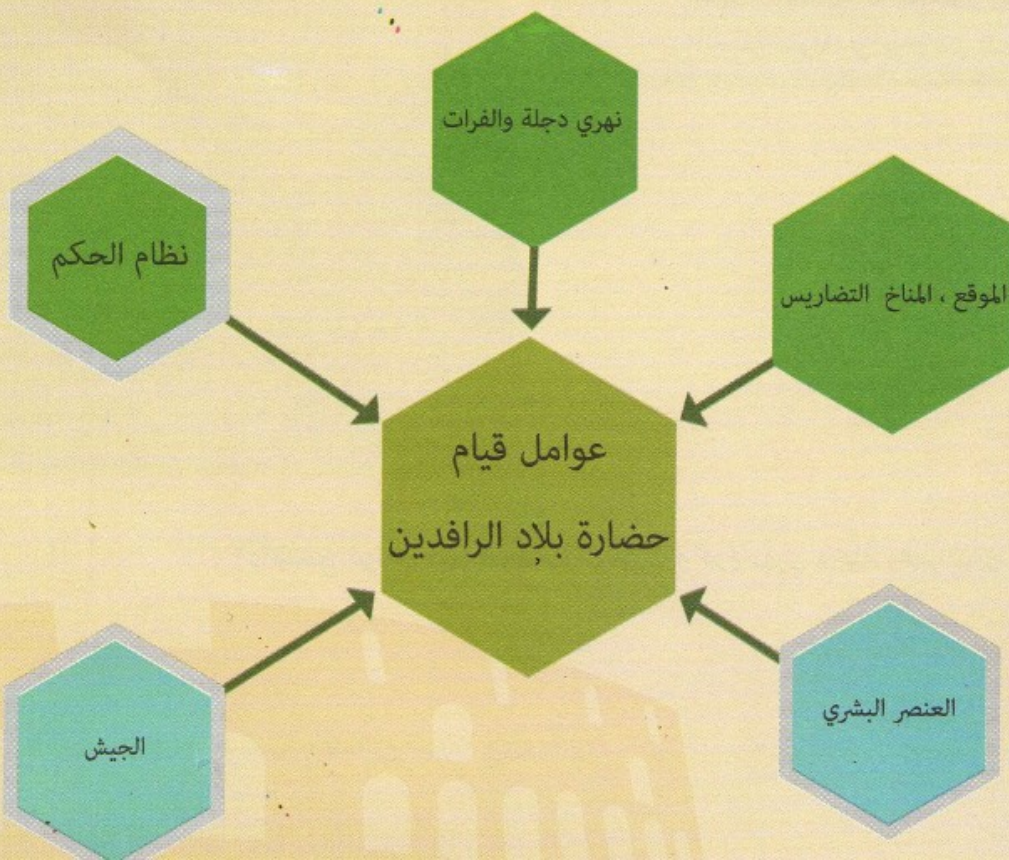 نهري دجلة والفرات
نظام الحكم
الموقع ، المناخ التضاريس
عوامل قيام
حضارة بلاد الرافدين
العنصر البشري
الجيش